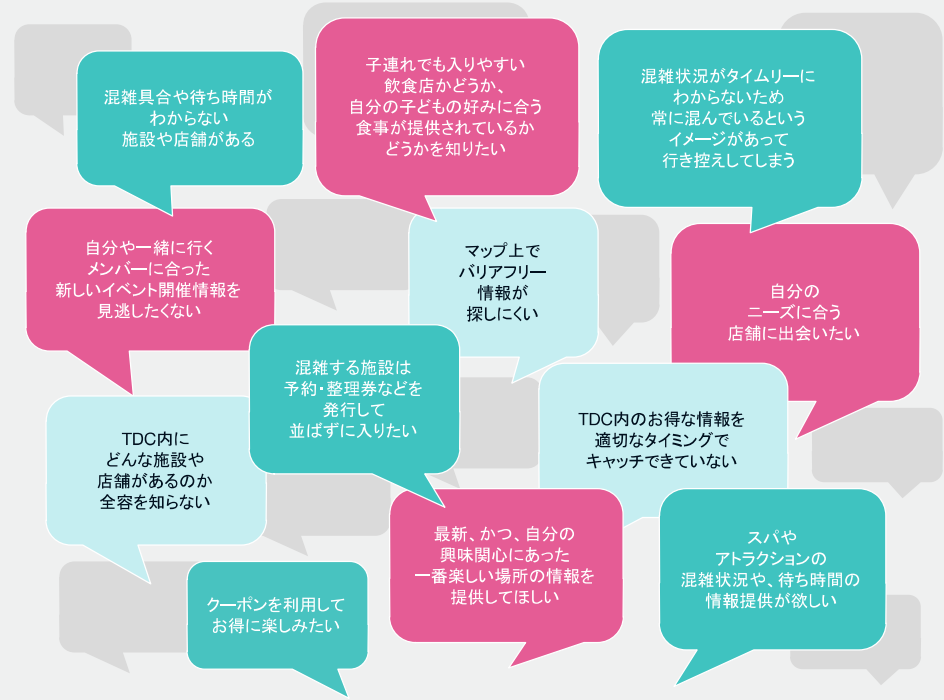 混雑具合や待ち時間が
わからない
施設や店舗がある
子連れでも入りやすい
飲食店かどうか、
自分の子どもの好みに合う
食事が提供されているか
どうかを知りたい
混雑状況がタイムリーに
わからないため
常に混んでいるという
イメージがあって
行き控えしてしまう
自分や一緒に行く
メンバーに合った
新しいイベント開催情報を
見逃したくない
マップ上で
バリアフリー
情報が
探しにくい
自分の
ニーズに合う
店舗に出会いたい
混雑する施設は
予約・整理券などを
発行して
並ばずに入りたい
TDC内に
どんな施設や
店舗があるのか
全容を知らない
TDC内のお得な情報を
適切なタイミングで
キャッチできていない
最新、かつ、自分の
興味関心にあった
一番楽しい場所の情報を
提供してほしい
スパや
アトラクションの
混雑状況や、待ち時間の
情報提供が欲しい
クーポンを利用して
お得に楽しみたい